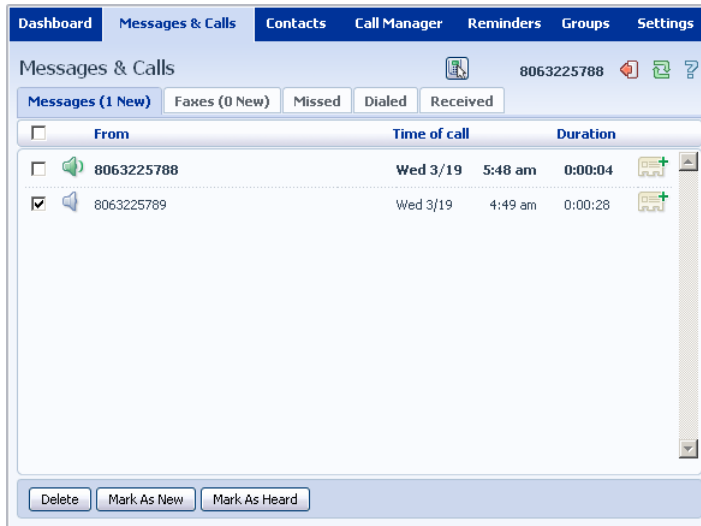 Dashboard Messages & Calls Contacts Call Manager Reminders Groups Settings
Messages & Calls 8063225788 ?
Messages (1 New) Faxes (0 New) Missed Dialed Received
From Time of call Duration
8063225788 Wed 3/19 5:48 am 0:00:04
8063225789 Wed 3/19 4:49 am 0:00:28
Delete Mark As New Mark As Heard